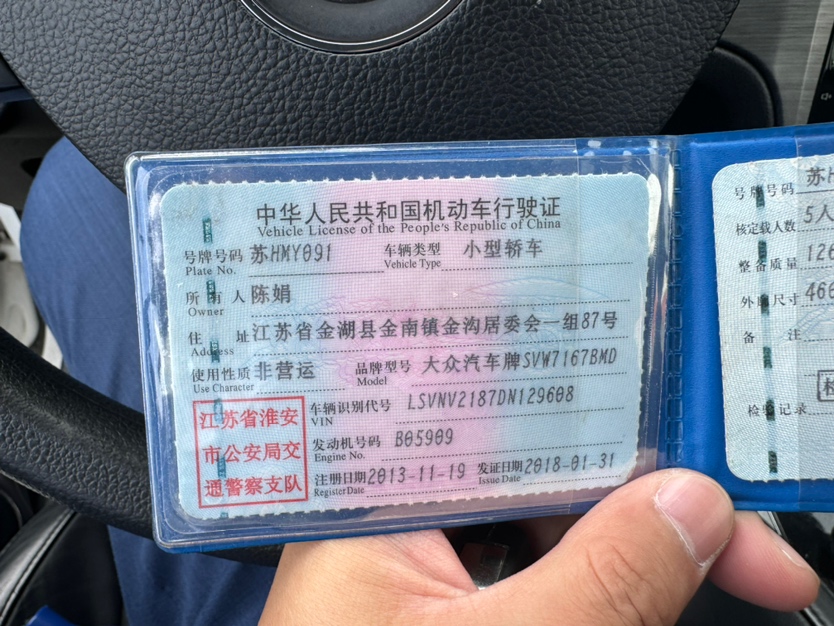 中华人民共和国机动车行驶证
Vehicle License of the People's Republic of China
号牌号码 苏HMY091 车辆类型 小型轿车
Plate No. Vehicle Type
所有人 陈娟
Owner
住址 江苏省金湖县金南镇金沟居委会一组87号
Address
使用性质 非营运 品牌型号 大众汽车牌SVW7167BMD
Use Character Model
江苏省淮安
市公安局交
通警察支队
车辆识别代号 LSVNV2187DN129608
VIN
发动机号码 B05909
Engine No.
注册日期 2013-11-19 发证日期 2018-01-31
Register Date Issue Date
号牌号码 苏H
核定载人数 5人
整备质量 126
外廓尺寸 466
备注
检验记录